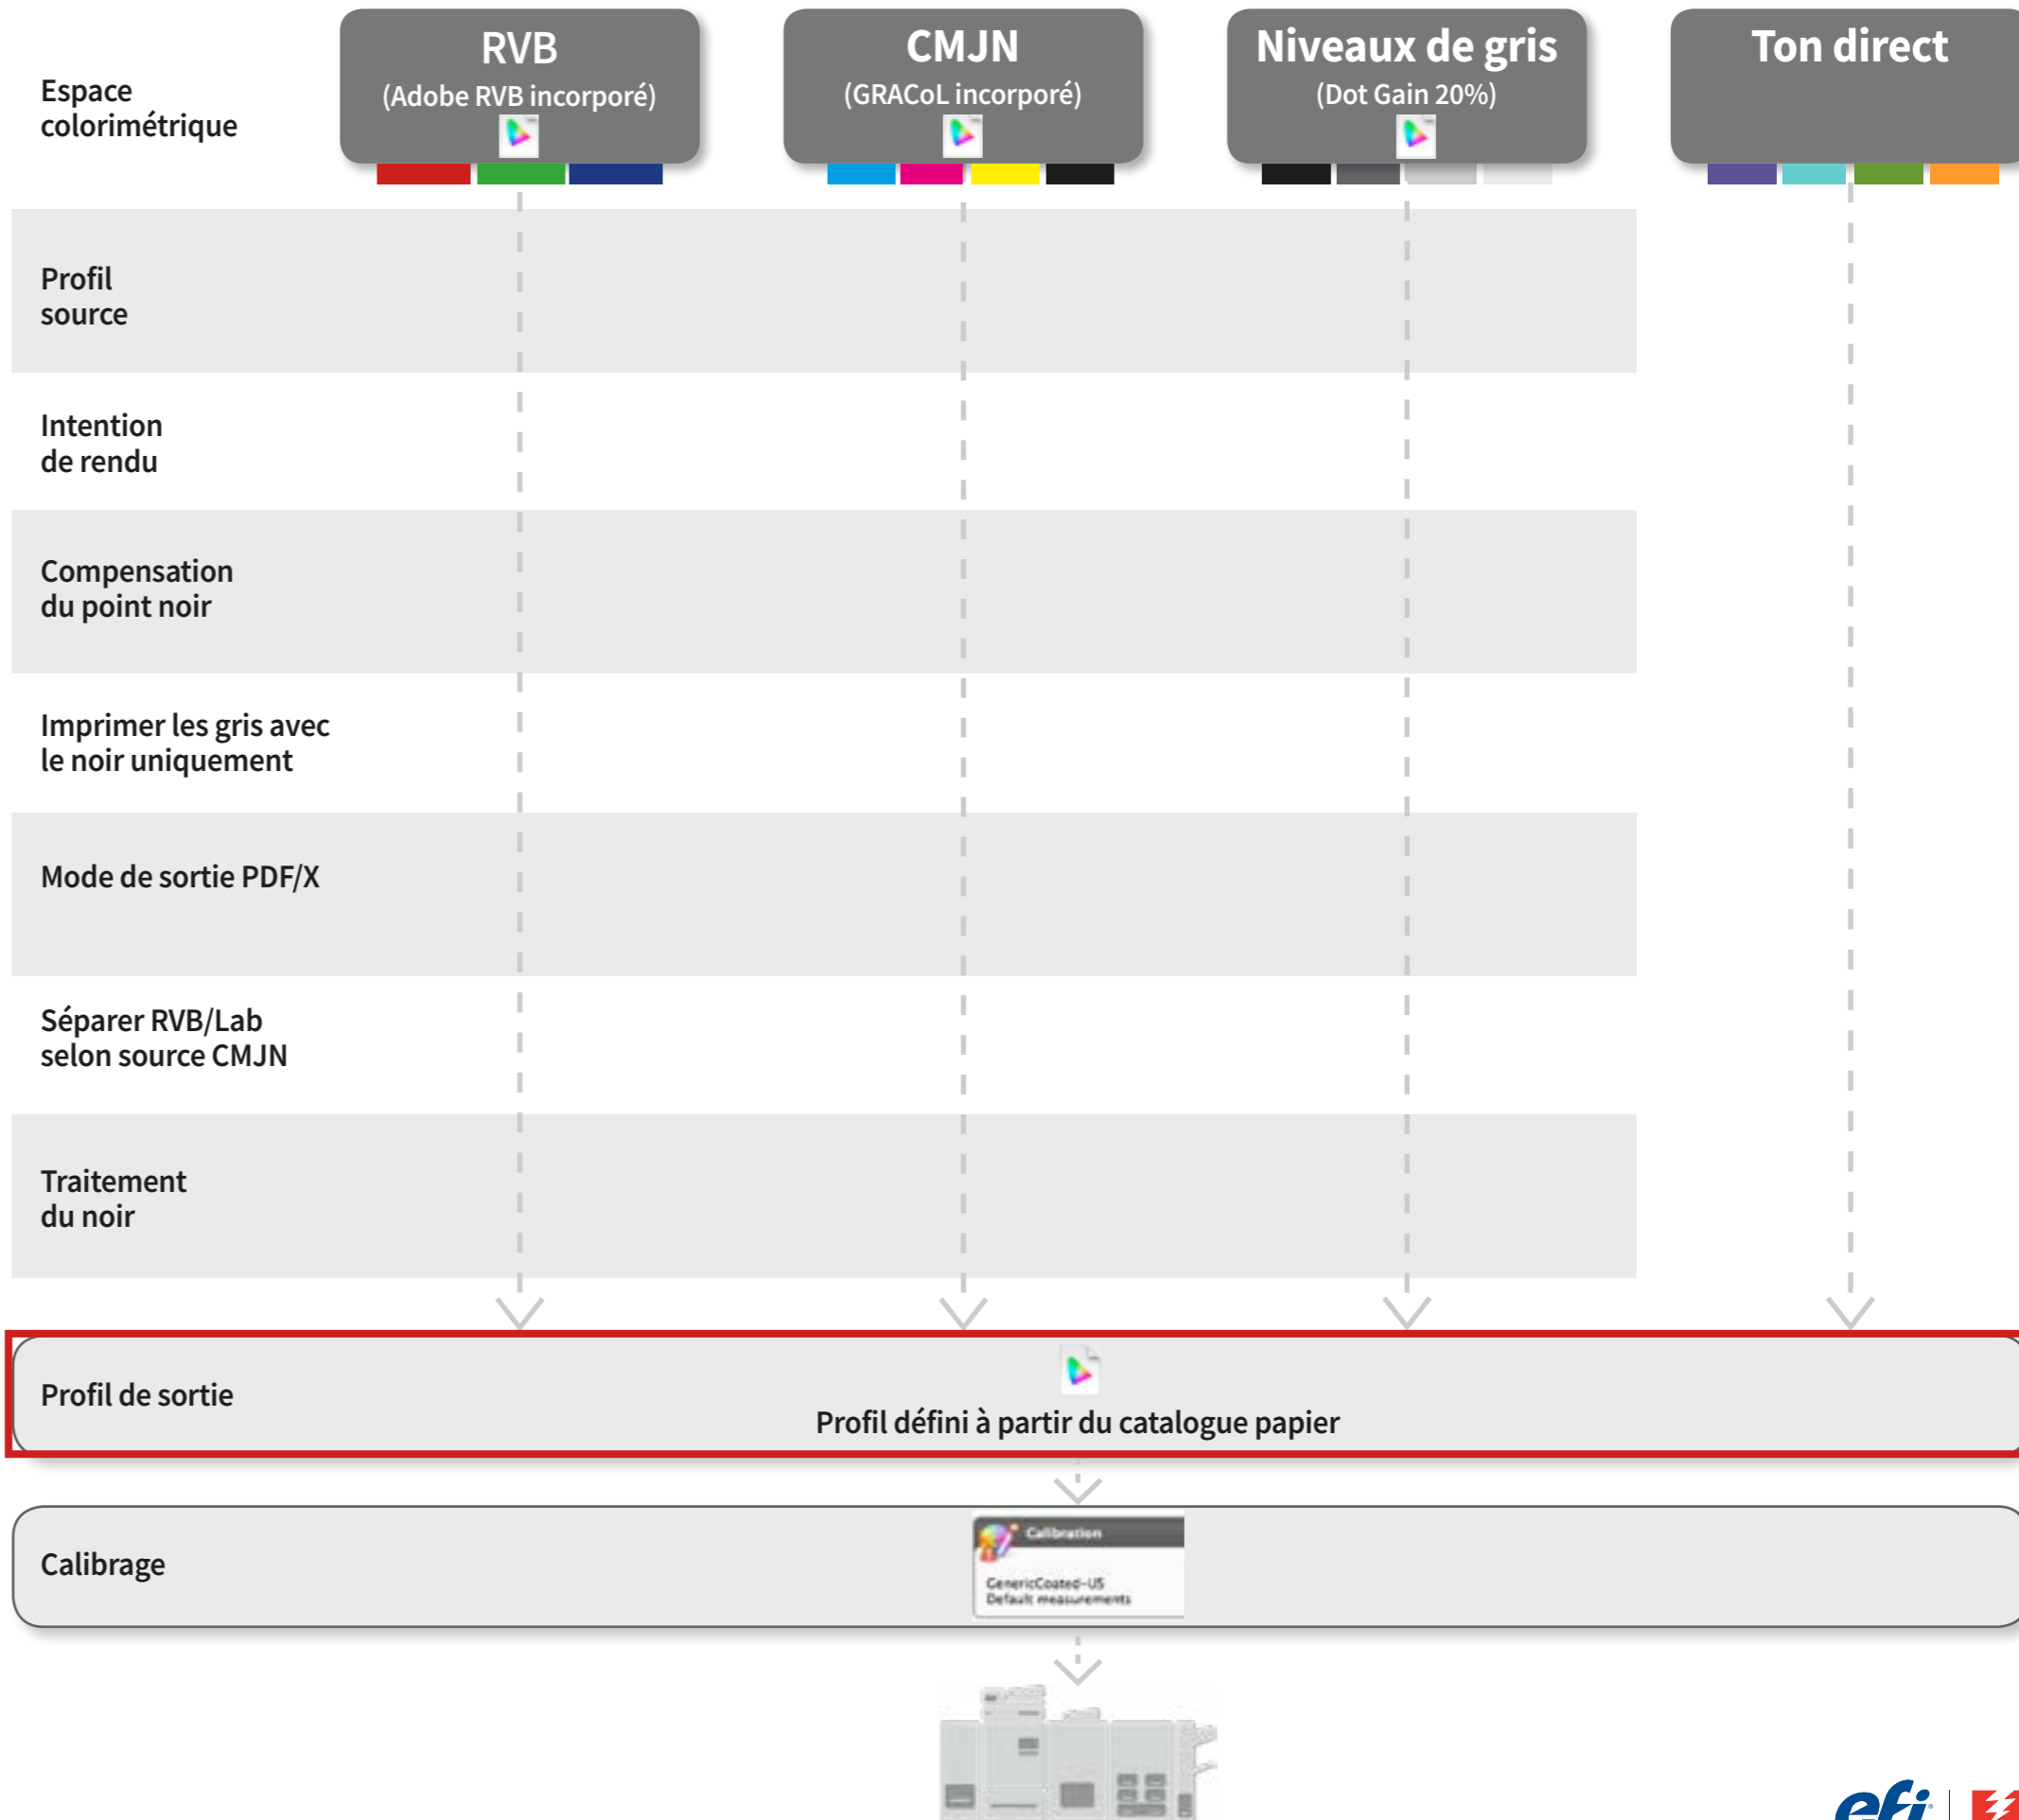 Espace
colorimétrique
RVB
(Adobe RVB incorporé)
CMJN
(GRACoL incorporé)
Niveaux de gris
(Dot Gain 20%)
Ton direct
Profil
source
Intention
de rendu
Compensation
du point noir
Imprimer les gris avec
le noir uniquement
Mode de sortie PDF/X
Séparer RVB/Lab
selon source CMJN
Traitement
du noir
Profil de sortie
Profil défini à partir du catalogue papier
Calibrage
Calibration
GenericCoated-US
Default measurements
efi